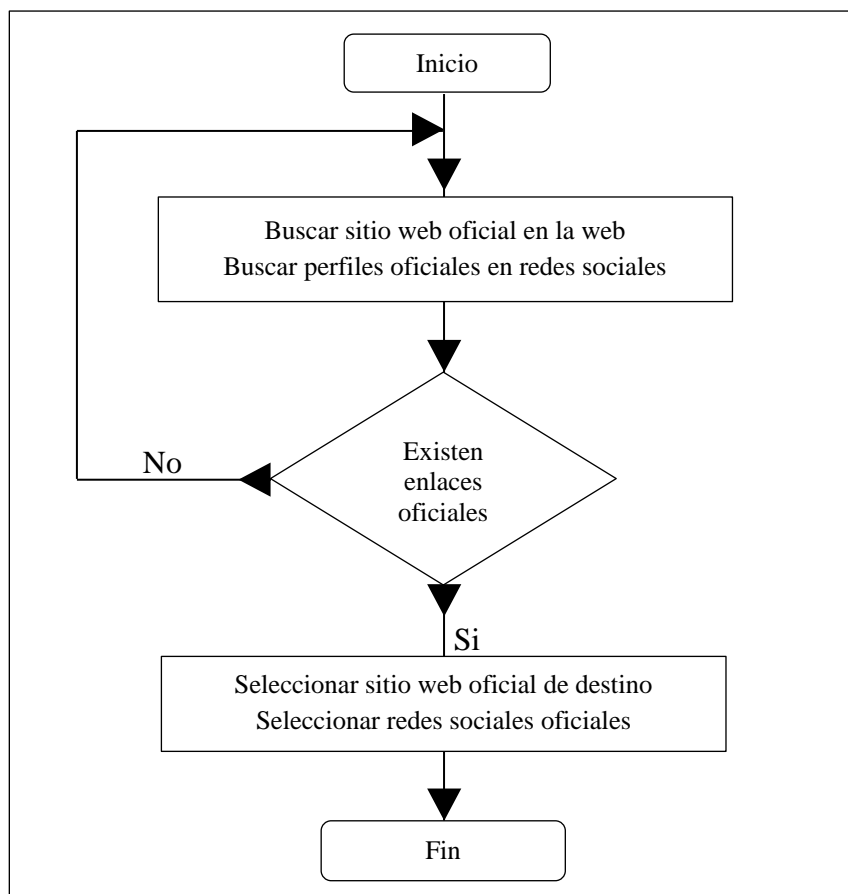 Inicio
Buscar sitio web oficial en la web
Buscar perfiles oficiales en redes sociales
Existen
enlaces
oficiales
No
Si
Seleccionar sitio web oficial de destino
Seleccionar redes sociales oficiales
Fin